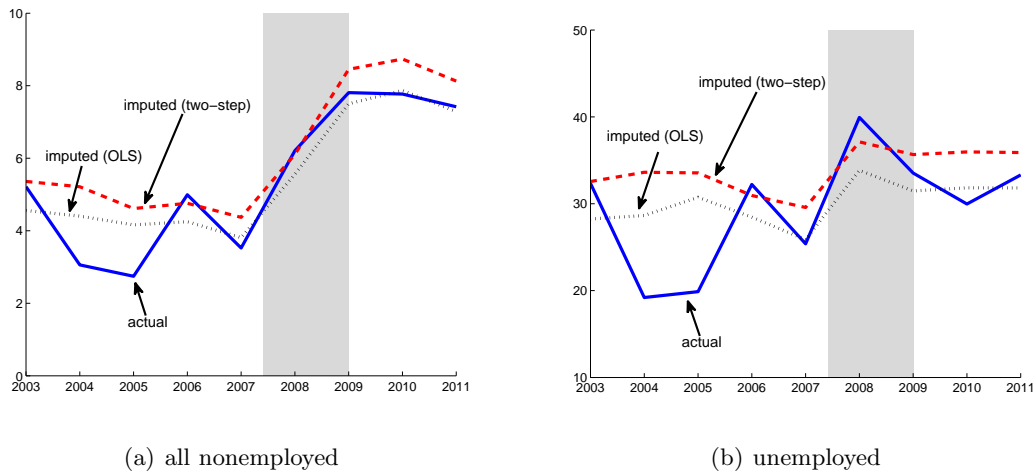 10
8
6
4
2
0
2003 2004 2005 2006 2007 2008 2009 2010 2011
imputed (two-step)
imputed (OLS)
actual
(a) all nonemployed
50
40
30
20
10
2003 2004 2005 2006 2007 2008 2009 2010 2011
imputed (two-step)
imputed (OLS)
actual
(b) unemployed